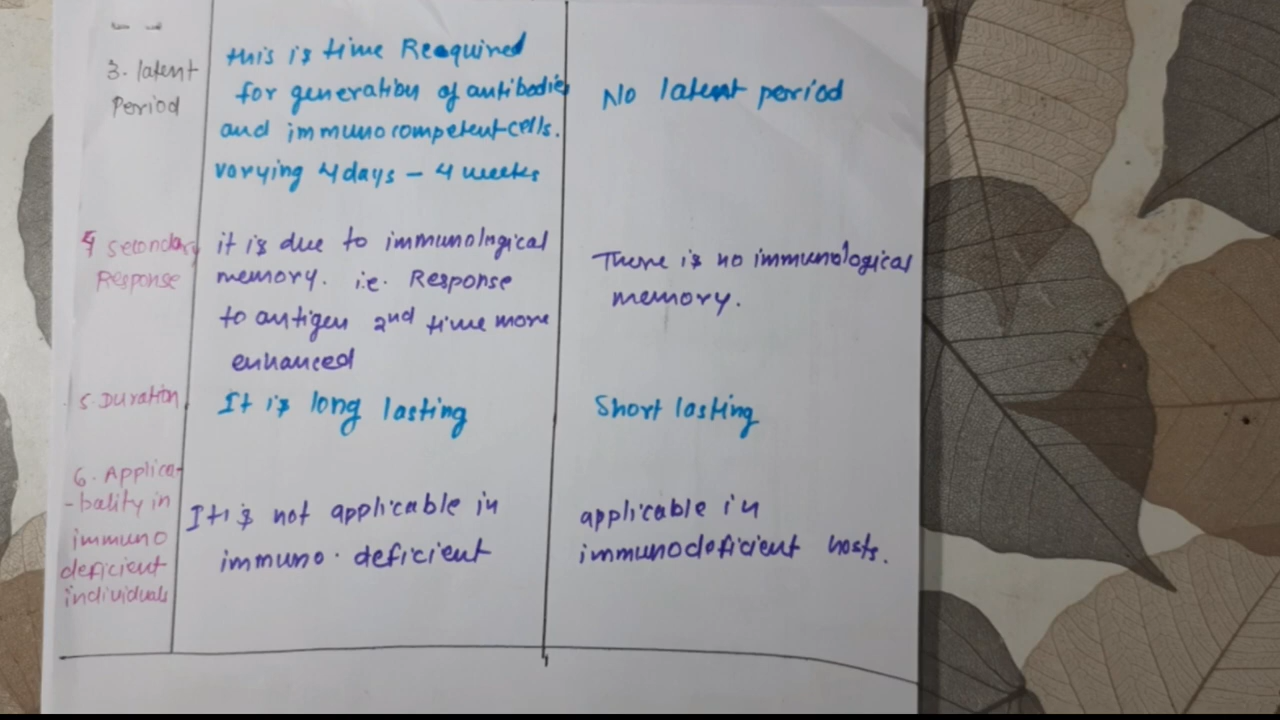 3. latent
Period
this is time Reaquired
for generation of antibodies
and immuno competent cells.
varying 4 days - 4 weeks
No latent period
4 Secondary
Response
it is due to immunological
memory. i.e. Response
to antigen 2nd time more
enhanced
There is no immunological
memory.
5. Duration
It is long lasting
Short lasting
6. Applica-
-bality in
immuno
deficient
individuals
It is not applicable in
immuno. deficient
applicable in
immunodeficient hosts.